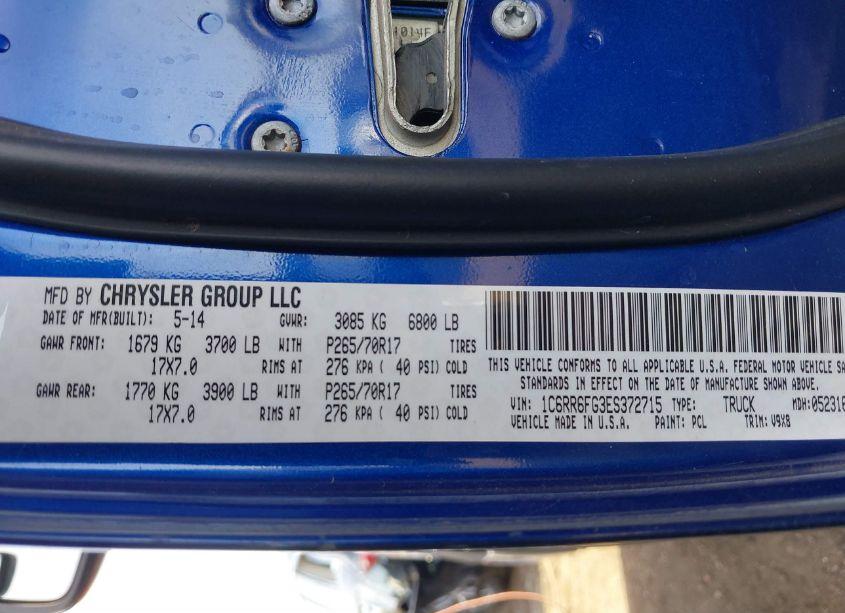 1014F
MFD BY CHRYSLER GROUP LLC
DATE OF MFR(BUILT): 5-14 GVWR: 3085 KG 6800 LB
GAWR FRONT: 1679 KG 3700 LB WITH P265/70R17 TIRES
17X7.0 RIMS AT 276 KPA ( 40 PSI) COLD
GAWR REAR: 1770 KG 3900 LB WITH P265/70R17 TIRES
17X7.0 RIMS AT 276 KPA ( 40 PSI) COLD
THIS VEHICLE CONFORMS TO ALL APPLICABLE U.S.A. FEDERAL MOTOR VEHICLE SA
STANDARDS IN EFFECT ON THE DATE OF MANUFACTURE SHOWN ABOVE.
VIN: 1C6RR6FG3ES372715 TYPE: TRUCK MDH: 052316
VEHICLE MADE IN U.S.A. PAINT: PCL TRIM: V9X8